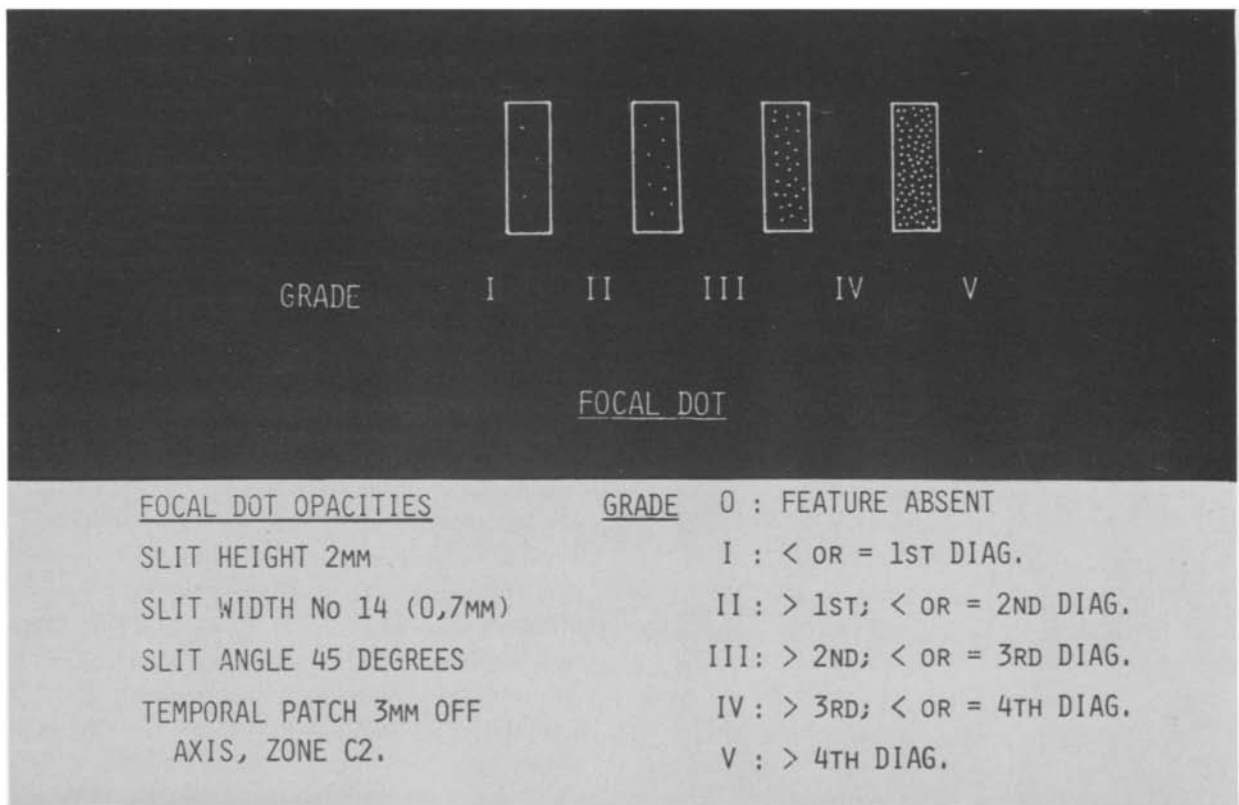 GRADE I II III IV V
FOCAL DOT
FOCAL DOT OPACITIES
SLIT HEIGHT 2MM
SLIT WIDTH No 14 (0,7MM)
SLIT ANGLE 45 DEGREES
TEMPORAL PATCH 3MM OFF
AXIS, ZONE C2.
GRADE 0 : FEATURE ABSENT
I : < OR = 1ST DIAG.
II : > 1ST; < OR = 2ND DIAG.
III: > 2ND; < OR = 3RD DIAG.
IV : > 3RD; < OR = 4TH DIAG.
V : > 4TH DIAG.